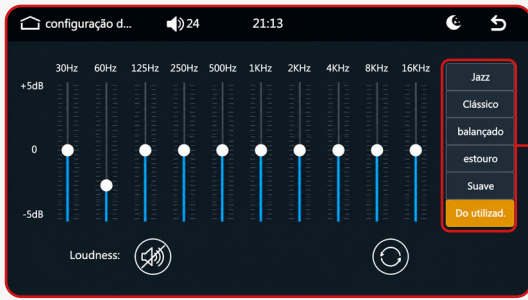 configuração d... 24 21:13
30Hz 60Hz 125Hz 250Hz 500Hz 1KHz 2KHz 4KHz 8KHz 16KHz
+5dB
0
-5dB
Jazz
Clássico
balançado
estouro
Suave
Do utilizad.
Loudness: